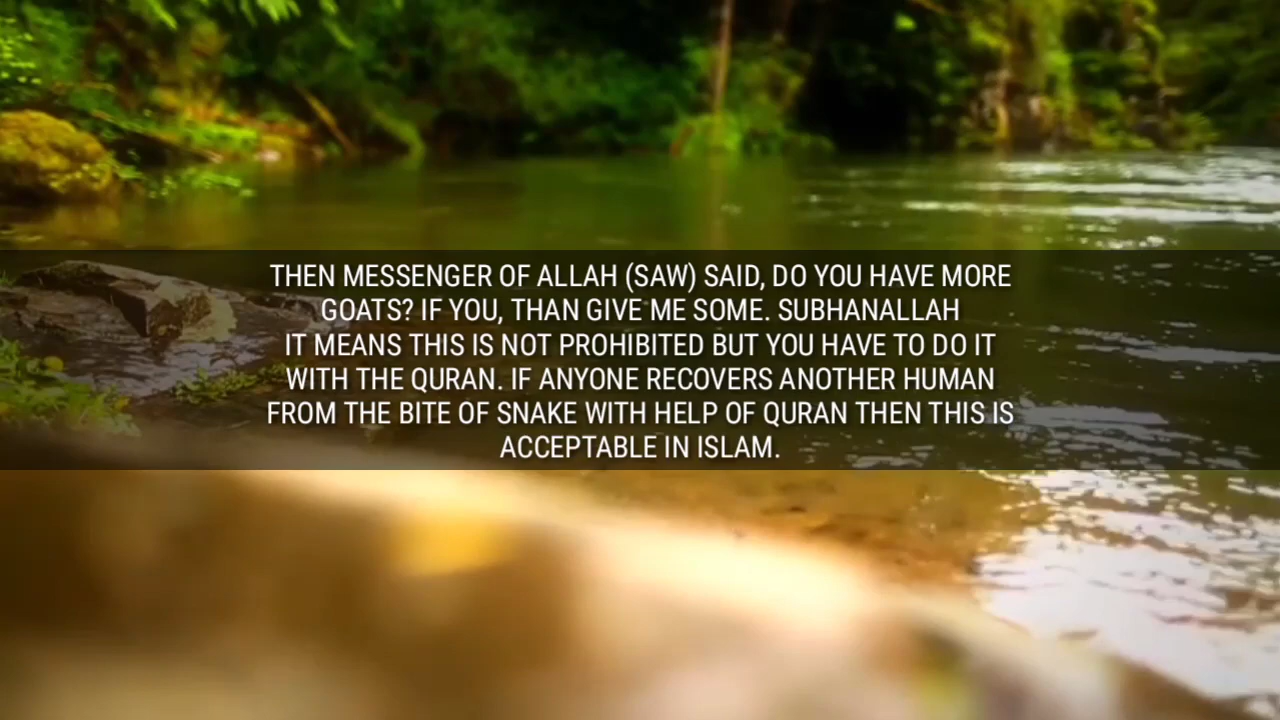 THEN MESSENGER OF ALLAH (SAW) SAID, DO YOU HAVE MORE
GOATS? IF YOU, THAN GIVE ME SOME. SUBHANALLAH
IT MEANS THIS IS NOT PROHIBITED BUT YOU HAVE TO DO IT
WITH THE QURAN. IF ANYONE RECOVERS ANOTHER HUMAN
FROM THE BITE OF SNAKE WITH HELP OF QURAN THEN THIS IS
ACCEPTABLE IN ISLAM.